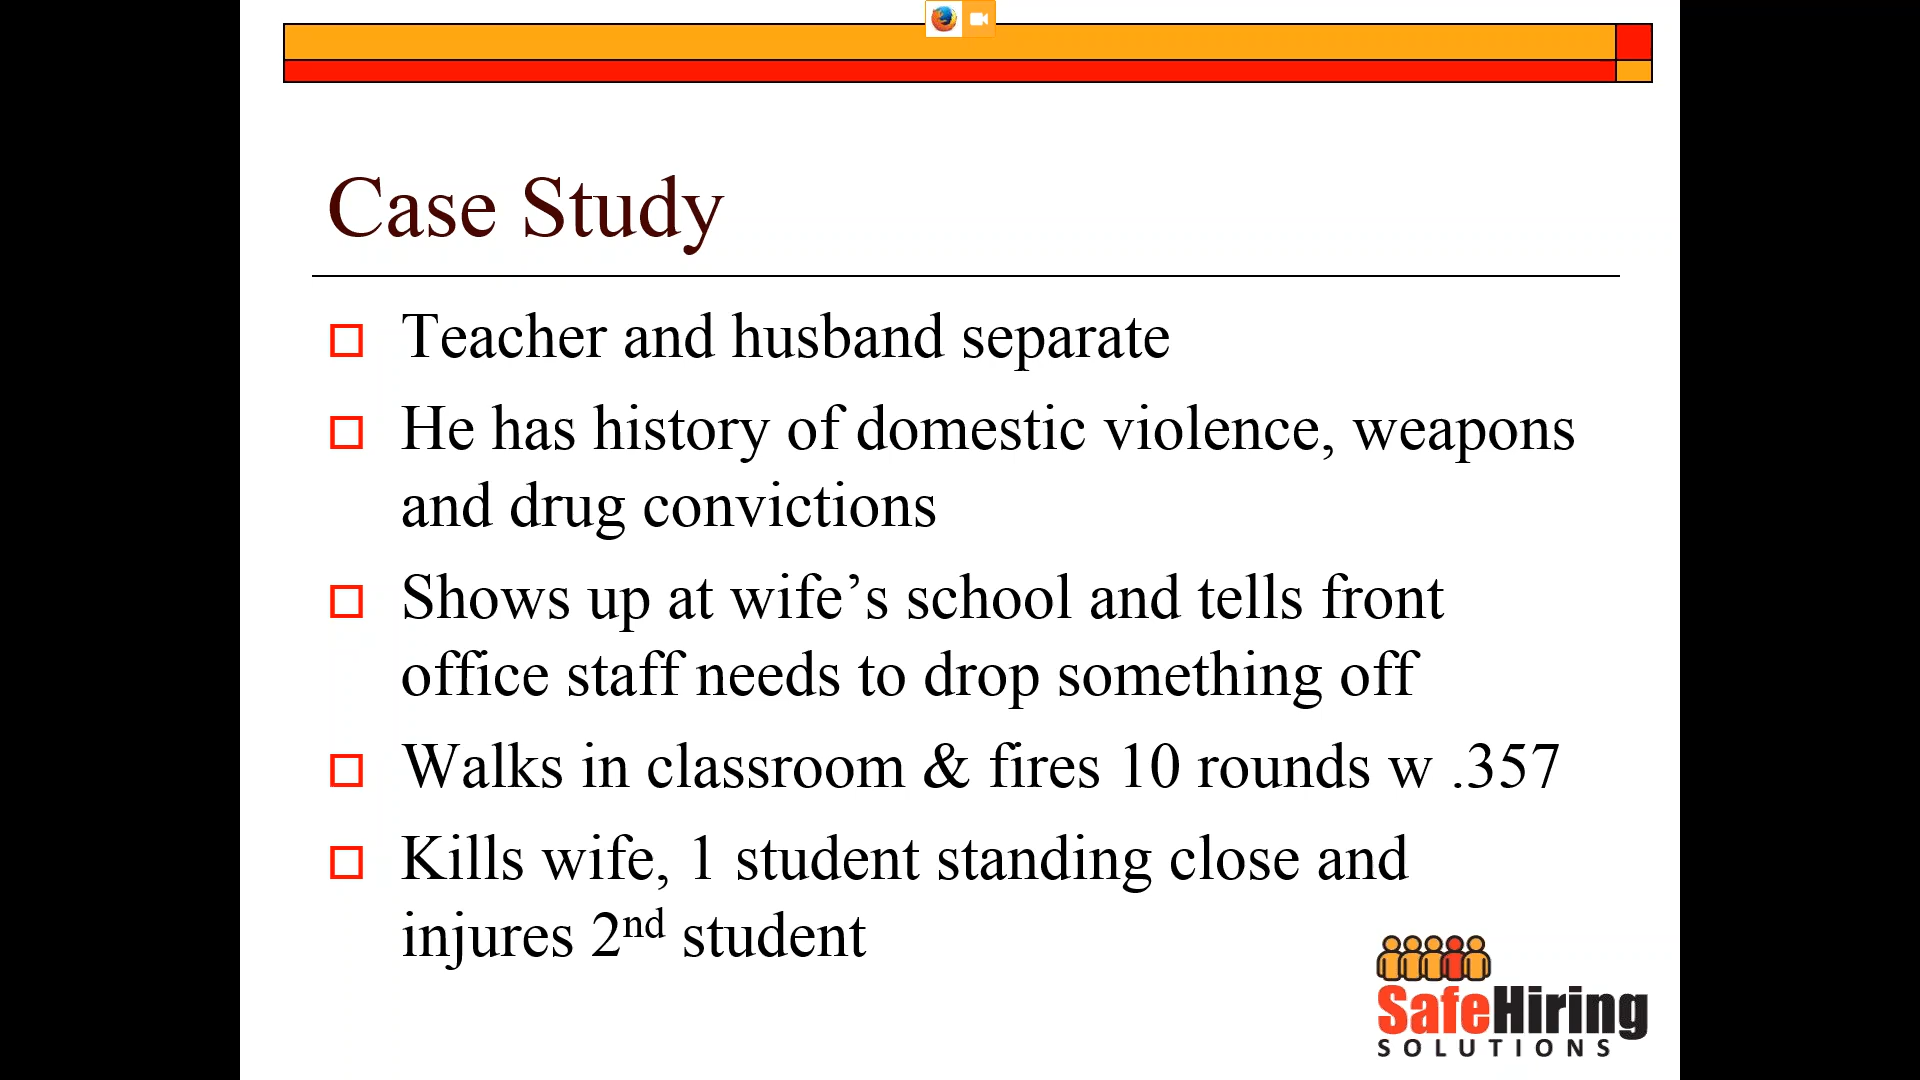 Case Study
Teacher and husband separate
He has history of domestic violence, weapons
and drug convictions
Shows up at wife’s school and tells front
office staff needs to drop something off
Walks in classroom & fires 10 rounds w .357
Kills wife, 1 student standing close and
injures 2nd student
SafeHiring
SOLUTIONS